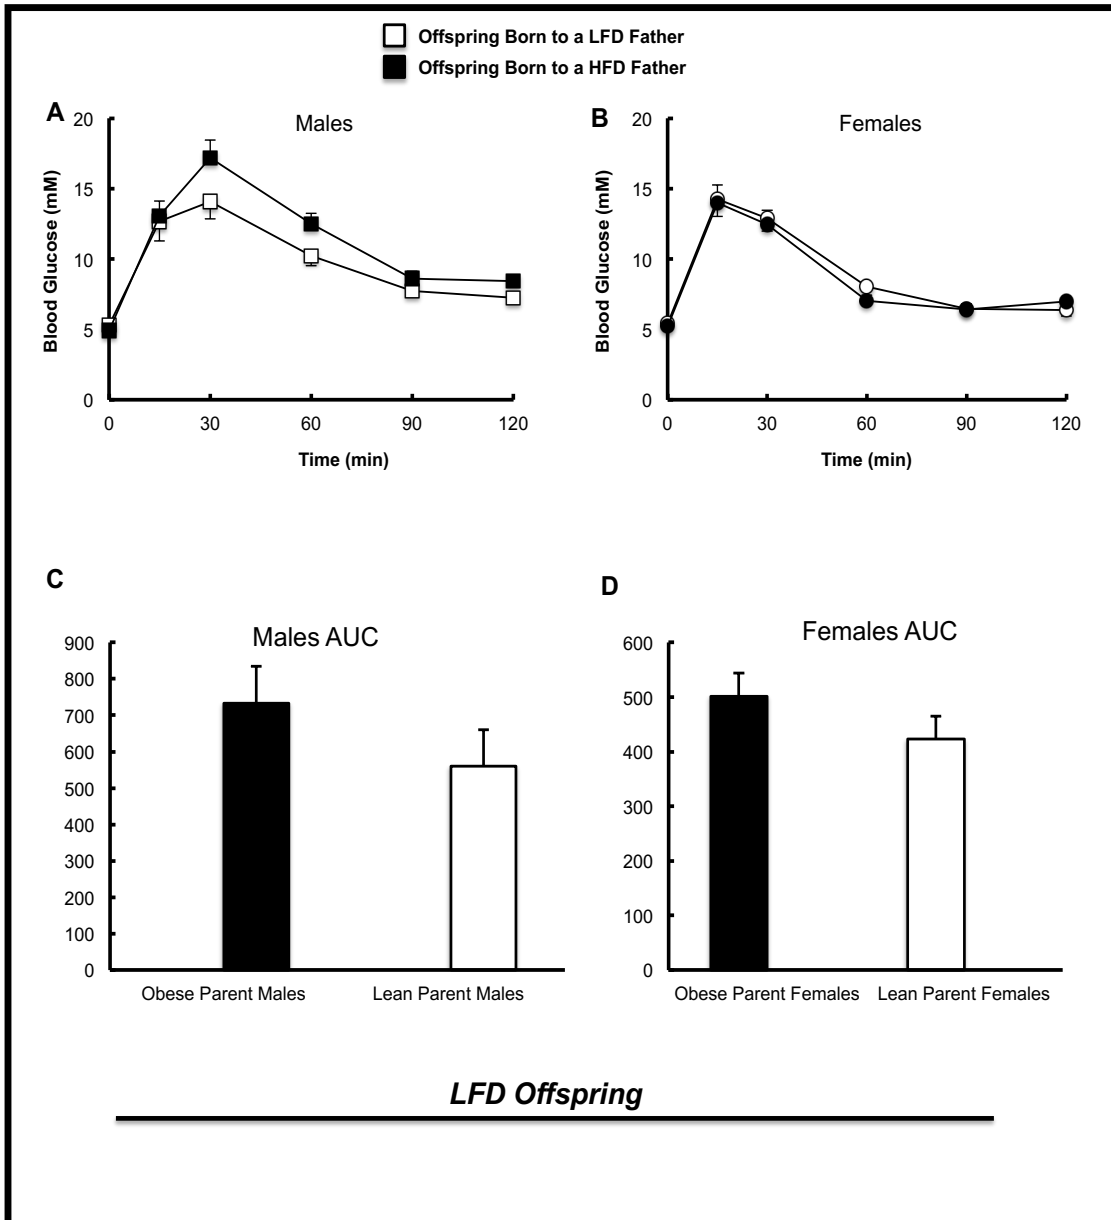 Offspring Born to a LFD Father
Offspring Born to a HFD Father
A
Males
Blood Glucose (mM)
20
15
10
5
0
0 30 60 90 120
Time (min)
B
Females
Blood Glucose (mM)
20
15
10
5
0
0 30 60 90 120
Time (min)
C
Males AUC
900
800
700
600
500
400
300
200
100
0
Obese Parent Males Lean Parent Males
D
Females AUC
600
500
400
300
200
100
0
Obese Parent Females Lean Parent Females
LFD Offspring